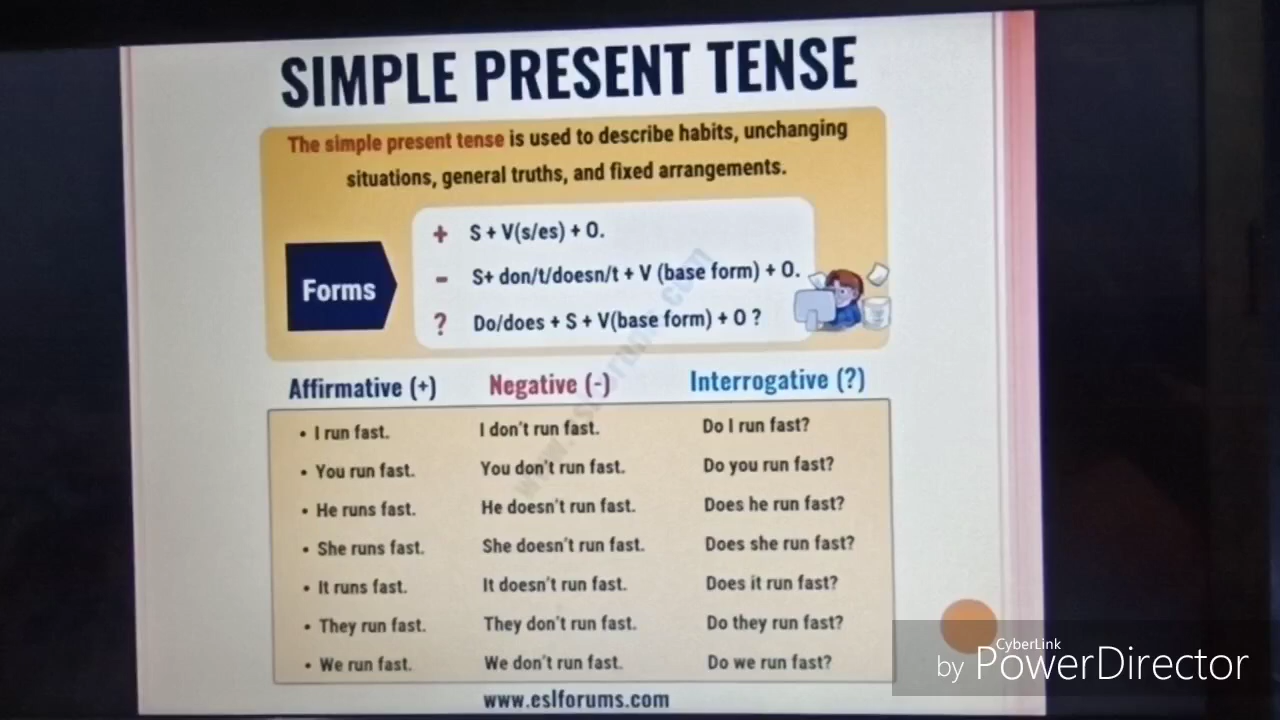 SIMPLE PRESENT TENSE
The simple present tense is used to describe habits, unchanging
situations, general truths, and fixed arrangements.
Forms
+ S + V(s/es) + O.
- S+ don/t/doesn/t + V (base form) + O.
? Do/does + S + V(base form) + O ?
Affirmative (+) Negative (-) Interrogative (?)
• I run fast. I don't run fast. Do I run fast?
• You run fast. You don't run fast. Do you run fast?
• He runs fast. He doesn't run fast. Does he run fast?
• She runs fast. She doesn't run fast. Does she run fast?
• It runs fast. It doesn't run fast. Does it run fast?
• They run fast. They don't run fast. Do they run fast?
• We run fast. We don't run fast. Do we run fast?
www.eslforums.com
CyberLink
by PowerDirector